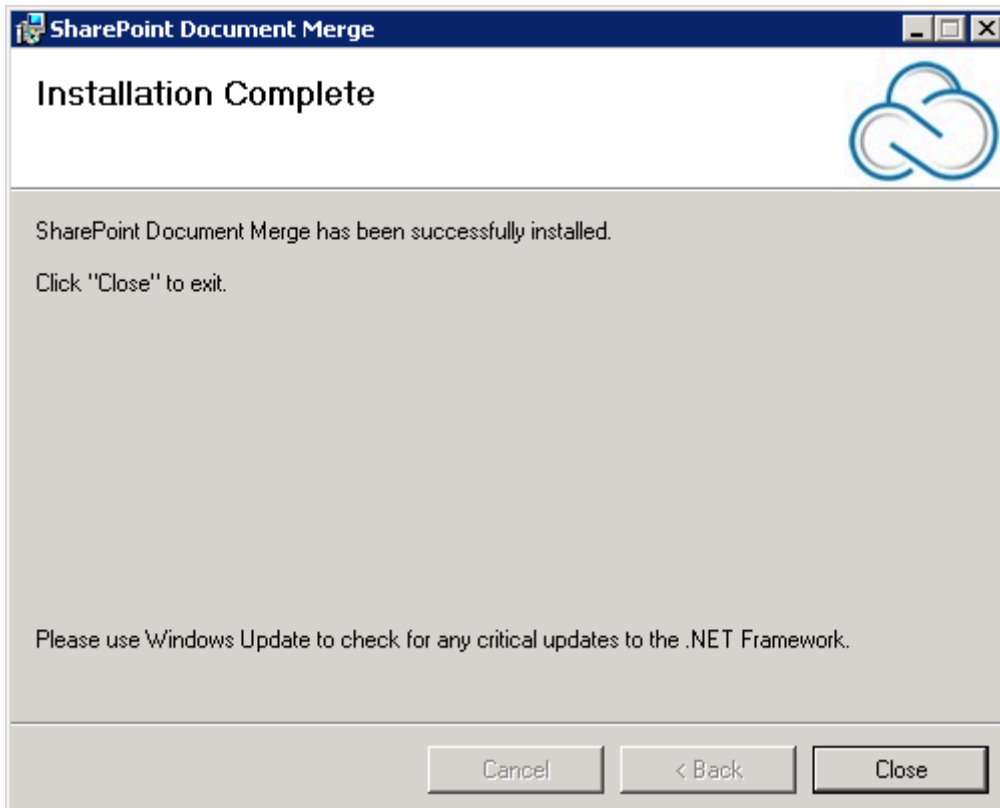 SharePoint Document Merge
Installation Complete
SharePoint Document Merge has been successfully installed.
Click "Close" to exit.
Please use Windows Update to check for any critical updates to the .NET Framework.
Cancel
< Back
Close